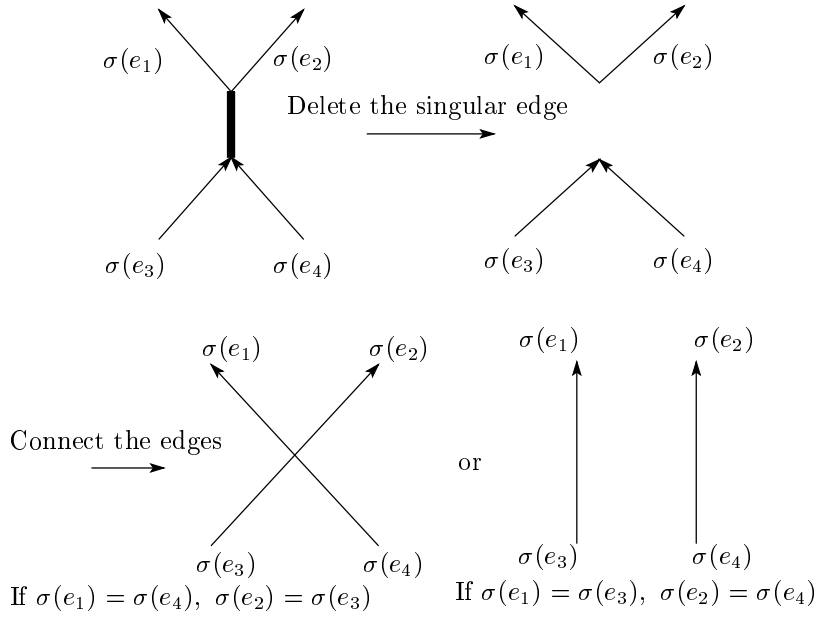 σ(e₁) σ(e₂) σ(e₁) σ(e₂)
Delete the singular edge
σ(e₃) σ(e₄) σ(e₃) σ(e₄)
σ(e₁) σ(e₂) σ(e₁) σ(e₂)
Connect the edges
or
σ(e₃) σ(e₄) σ(e₃) σ(e₄)
If σ(e₁) = σ(e₄), σ(e₂) = σ(e₃) If σ(e₁) = σ(e₃), σ(e₂) = σ(e₄)